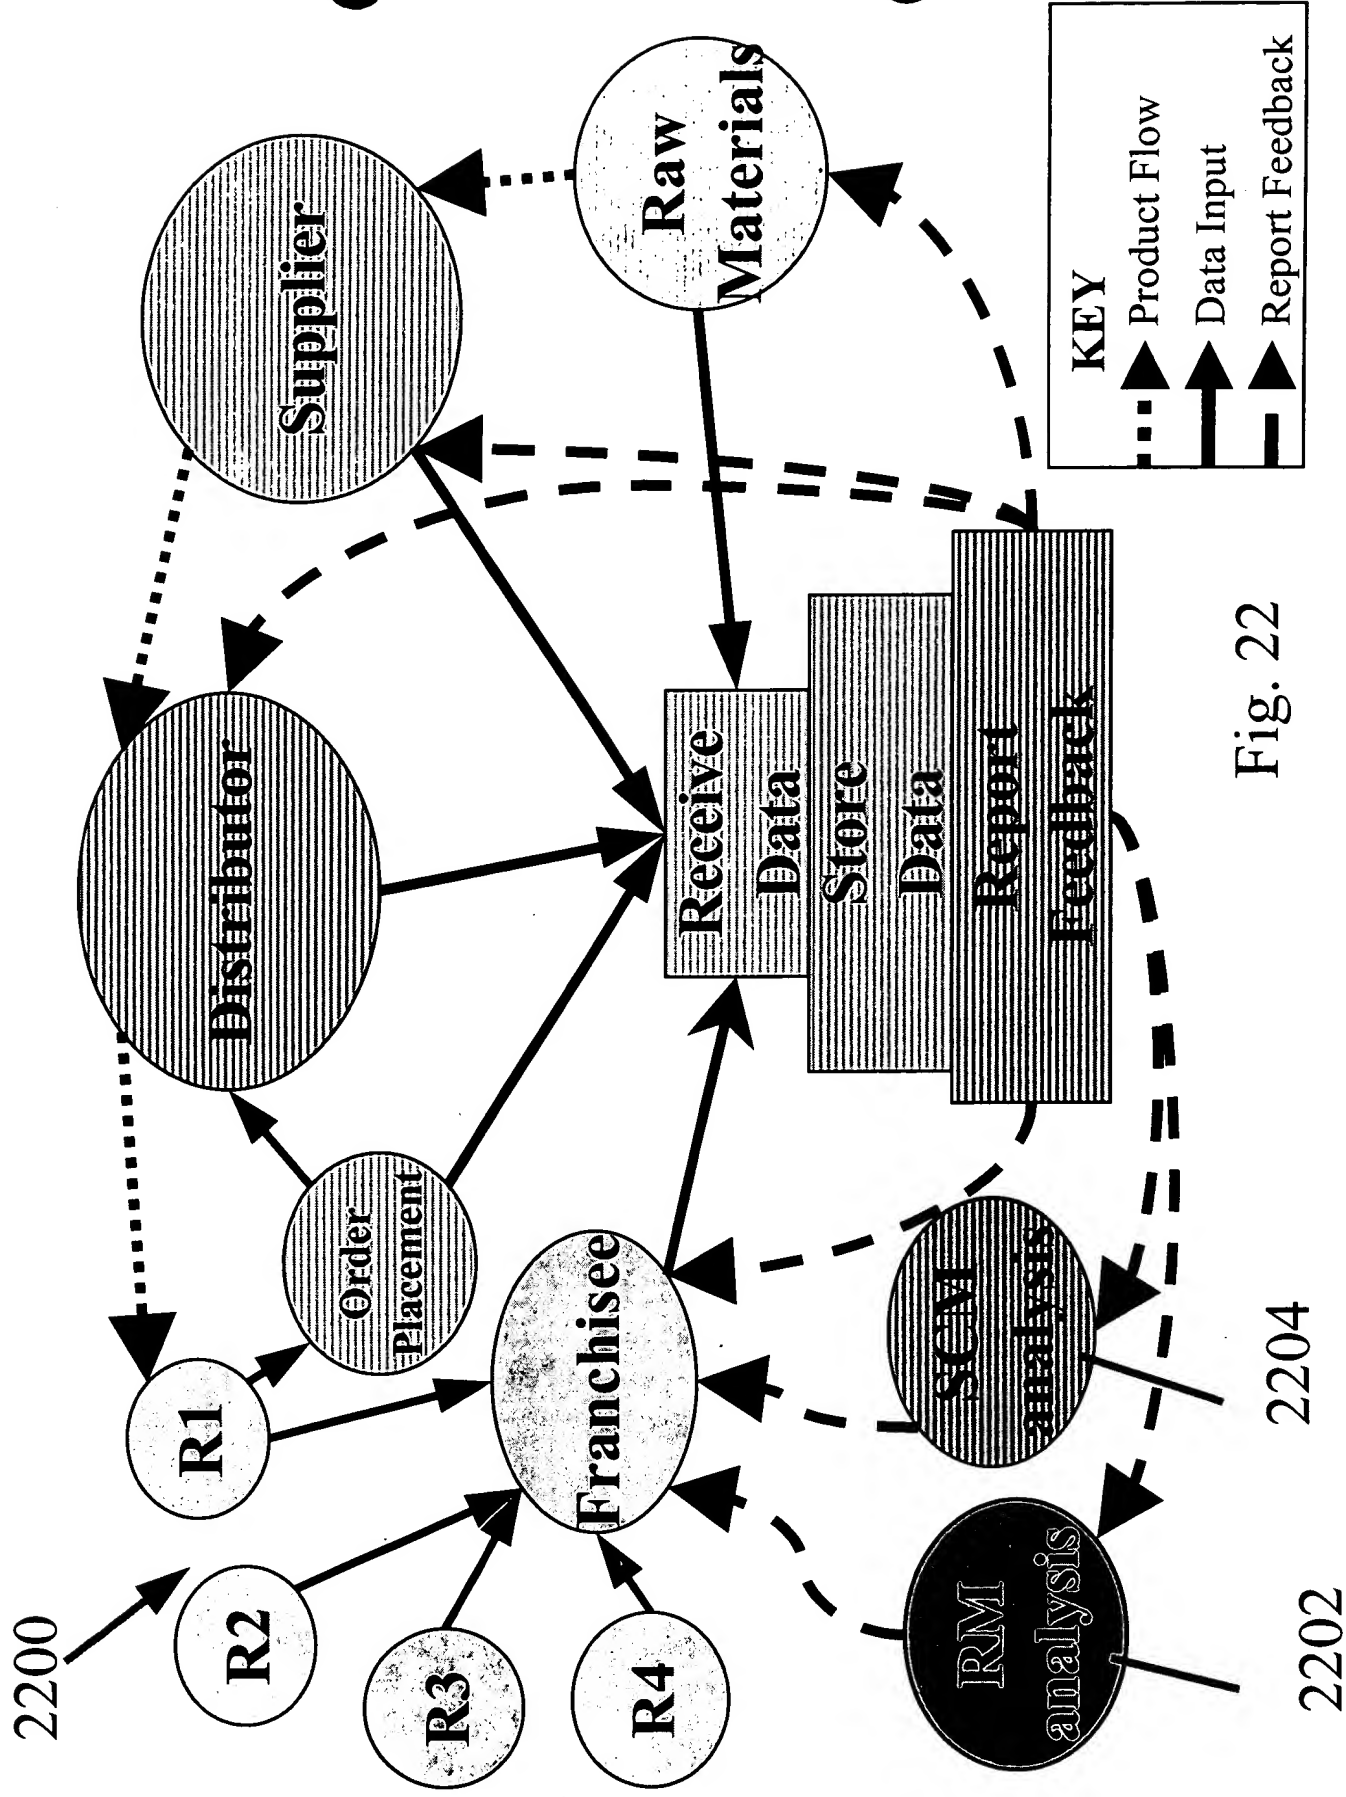 2200
R1
R2
R3
R4
Order
Placement
Distributor
Supplier
Franchisee
Raw
Materials
Receive
Data
Store
Data
Report
Feedback
SCM
analysis
RM
analysis
2204
2202
KEY
Product Flow
Data Input
Report Feedback
Fig. 22